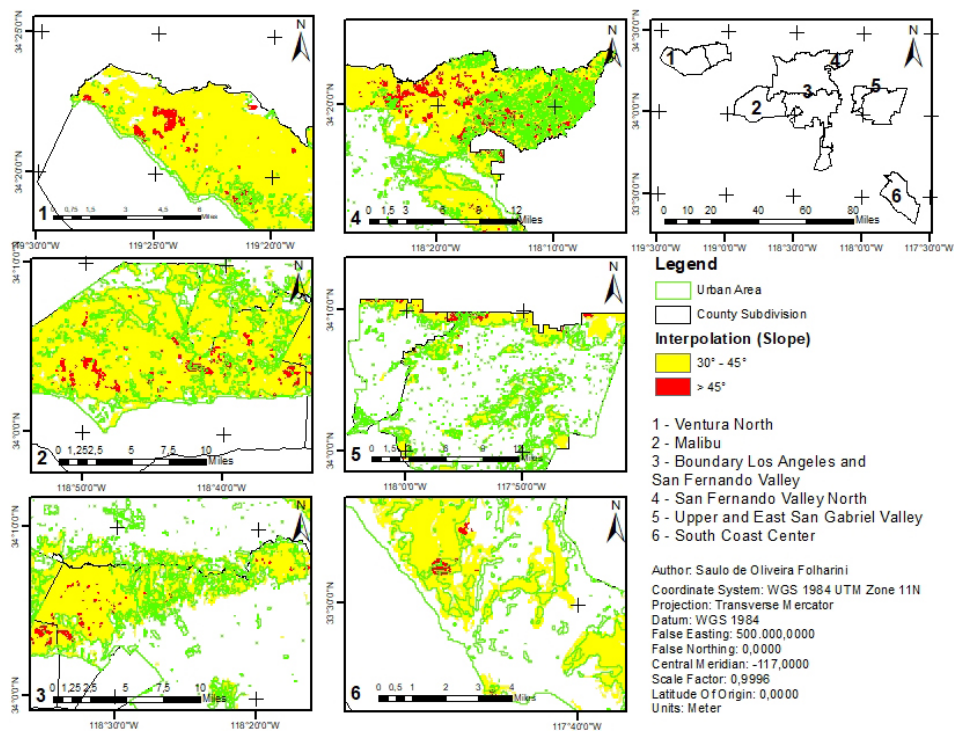 34°25'0"N
34°20'0"N
N
1
0 0,75 1,5 3 4,5 6
Miles
119°30'0"W 119°25'0"W 119°20'0"W
34°20'0"N
N
4
0 1,5 3 6 8 12
Miles
118°20'0"W 118°10'0"W
34°30'0"N
34°0'0"N
33°30'0"N
N
1
2
3
4
5
6
0 10 20 40 60 80
Miles
119°30'0"W 119°0'0"W 118°30'0"W 118°0'0"W 117°30'0"W
34°10'0"N
34°0'0"N
N
2
0 1,25 2,5 5 7,5 10
Miles
118°50'0"W 118°40'0"W
34°10'0"N
34°0'0"N
N
5
0 1,5 3 6
Miles
118°0'0"W 117°50'0"W
Legend
Urban Area
County Subdivision
Interpolation (Slope)
30° - 45°
> 45°
1 - Ventura North
2 - Malibu
3 - Boundary Los Angeles and
San Fernando Valley
4 - San Fernando Valley North
5 - Upper and East San Gabriel Valley
6 - South Coast Center
34°10'0"N
34°0'0"N
N
3
0 1,25 2,5 5 7,5 10
Miles
118°30'0"W 118°20'0"W
33°30'0"N
N
6
0 0,5 1 2 3 4
Miles
117°40'0"W
Author: Saulo de Oliveira Folharini
Coordinate System: WGS 1984 UTM Zone 11N
Projection: Transverse Mercator
Datum: WGS 1984
False Easting: 500.000,0000
False Northing: 0,0000
Central Meridian: -117,0000
Scale Factor: 0,9996
Latitude Of Origin: 0,0000
Units: Meter